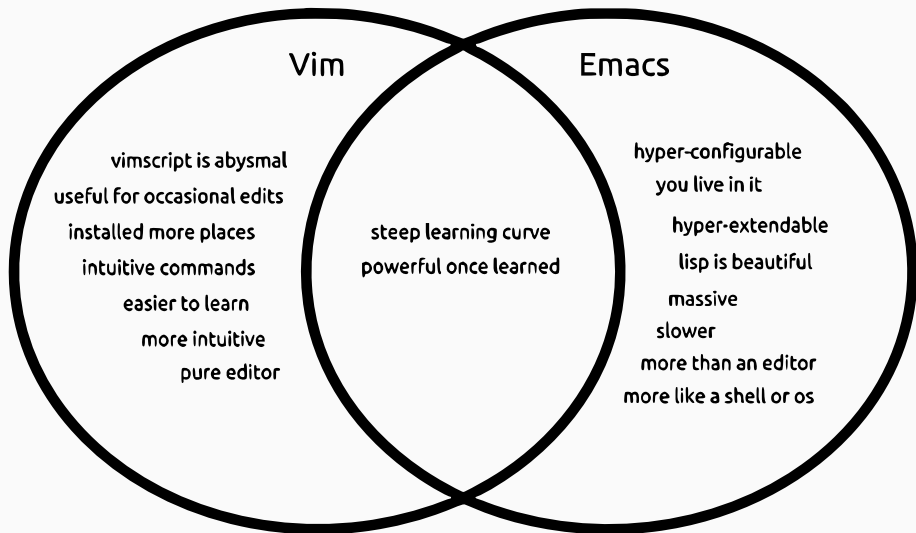 Vim
Emacs
vimscript is abysmal
useful for occasional edits
installed more places
intuitive commands
easier to learn
more intuitive
pure editor
steep learning curve
powerful once learned
hyper-configurable
you live in it
hyper-extendable
lisp is beautiful
massive
slower
more than an editor
more like a shell or os